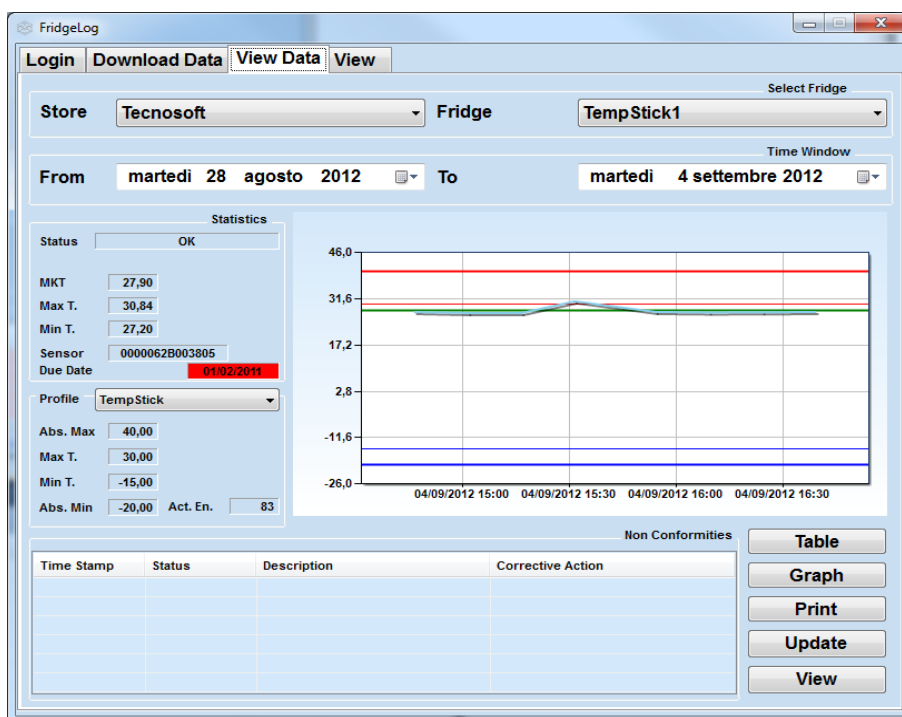 FridgeLog
Login Download Data View Data View
Select Fridge
Store Tecnosoft Fridge TempStick1
Time Window
From martedì 28 agosto 2012 To martedì 4 settembre 2012
Statistics
Status OK
MKT 27,90
Max T. 30,84
Min T. 27,20
Sensor 0000062B003805
Due Date 01/02/2011
Profile TempStick
Abs. Max 40,00
Max T. 30,00
Min T. -15,00
Abs. Min -20,00 Act. En. 83
46,0
31,6
17,2
2,8
-11,6
-26,0
04/09/2012 15:00 04/09/2012 15:30 04/09/2012 16:00 04/09/2012 16:30
Non Conformities
Time Stamp Status Description Corrective Action
Table
Graph
Print
Update
View